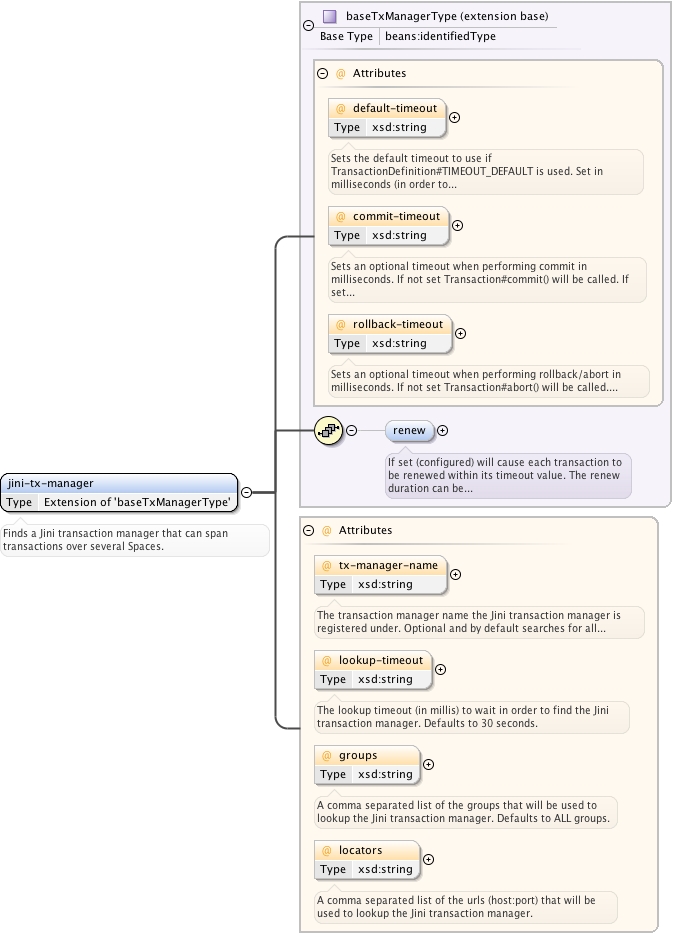 baseTxManagerType (extension base)
Base Type beans:identifiedType
@ Attributes
@ default-timeout
Type xsd:string
Sets the default timeout to use if
TransactionDefinition#TIMEOUT_DEFAULT is used. Set in
milliseconds (in order to...
@ commit-timeout
Type xsd:string
Sets an optional timeout when performing commit in
milliseconds. If not set Transaction#commit() will be called. If
set...
@ rollback-timeout
Type xsd:string
Sets an optional timeout when performing rollback/abort in
milliseconds. If not set Transaction#abort() will be called....
renew
If set (configured) will cause each transaction to
be renewed within its timeout value. The renew
duration can be...
jini-tx-manager
Type Extension of 'baseTxManagerType'
Finds a Jini transaction manager that can span
transactions over several Spaces.
@ Attributes
@ tx-manager-name
Type xsd:string
The transaction manager name the Jini transaction manager is
registered under. Optional and by default searches for all...
@ lookup-timeout
Type xsd:string
The lookup timeout (in millis) to wait in order to find the Jini
transaction manager. Defaults to 30 seconds.
@ groups
Type xsd:string
A comma separated list of the groups that will be used to
lookup the Jini transaction manager. Defaults to ALL groups.
@ locators
Type xsd:string
A comma separated list of the urls (host:port) that will be
used to lookup the Jini transaction manager.